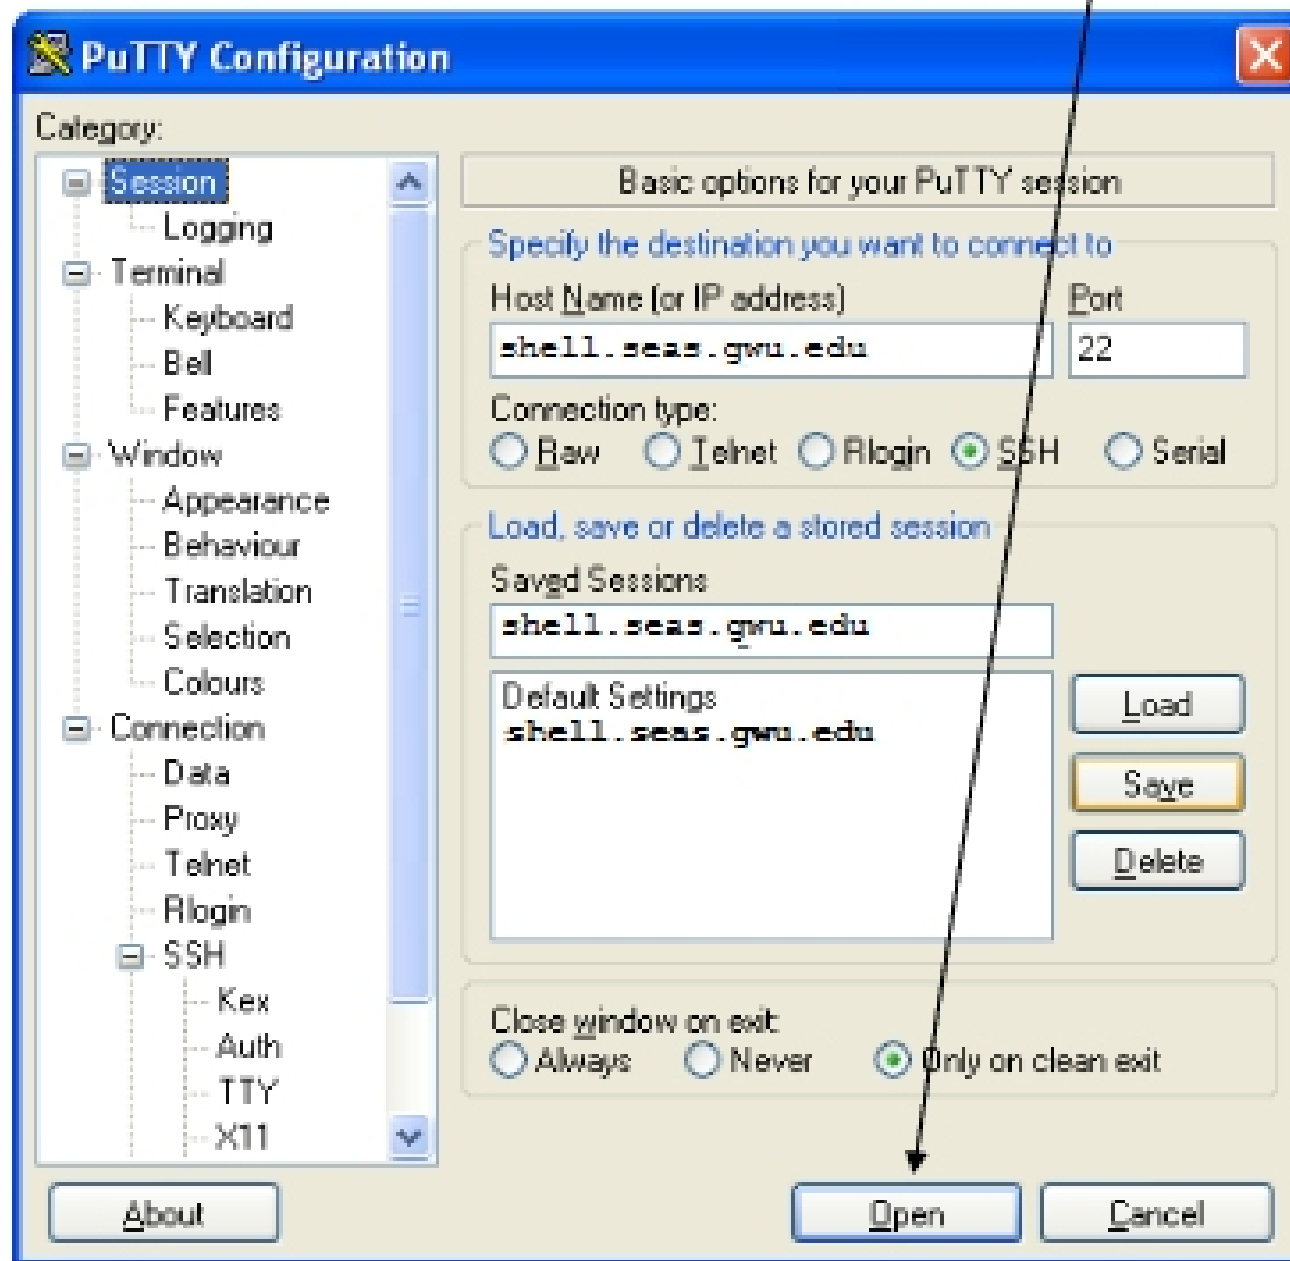 PuTTY Configuration
Category:
Session
Logging
Terminal
Keyboard
Bell
Features
Window
Appearance
Behaviour
Translation
Selection
Colours
Connection
Data
Proxy
Telnet
Rlogin
SSH
Kex
Auth
TTY
X11
Basic options for your PuTTY session
Specify the destination you want to connect to
Host Name (or IP address) Port
shell.seas.gwu.edu 22
Connection type:
Raw Telnet Rlogin SSH Serial
Load, save or delete a stored session
Saved Sessions
shell.seas.gwu.edu
Default Settings
shell.seas.gwu.edu
Load
Save
Delete
Close window on exit:
Always Never Only on clean exit
About Open Cancel